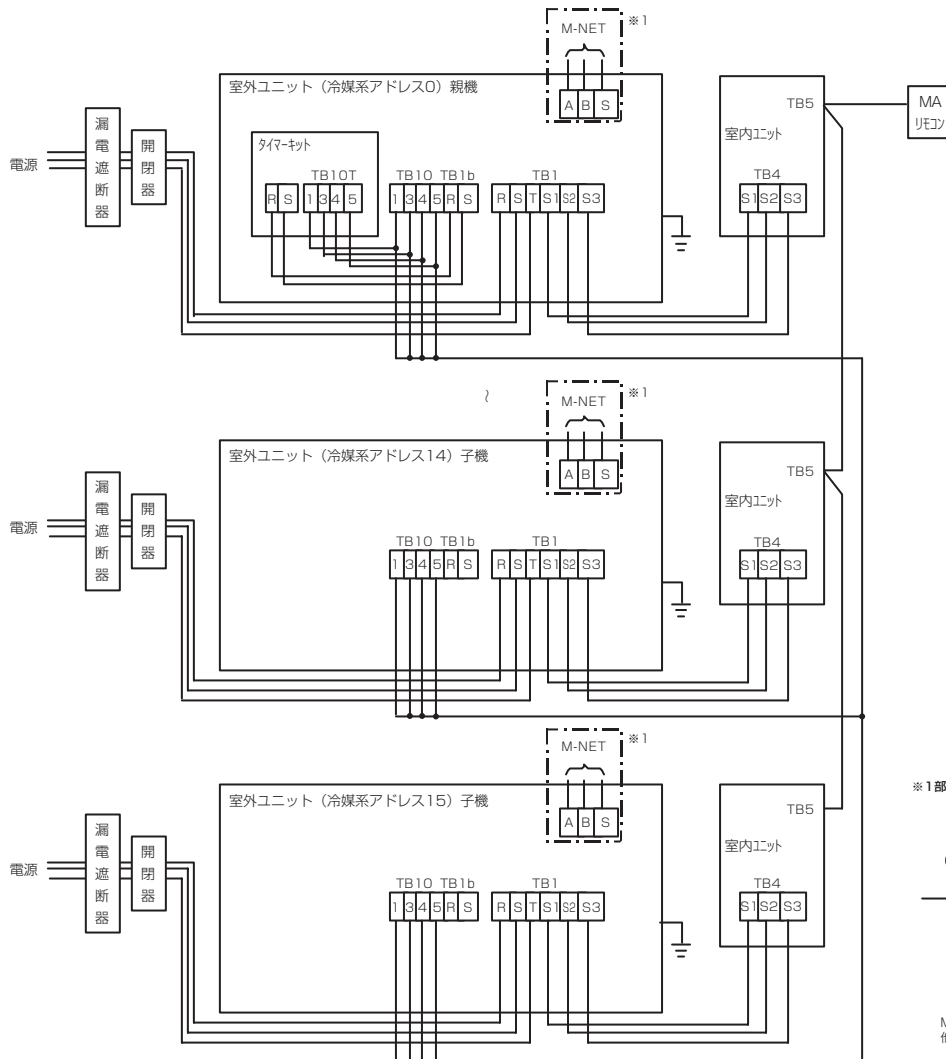 M-NET
※1
A B S
室外ユニット（冷媒系アドレス0）親機
タイマーキット
TB10T
R S 1 3 4 5
TB10 TB1b
1 3 4 5 R S
TB1
R S T S1 S2 S3
電源
漏電遮断器
開閉器
TB5
室内ユニット
TB4
S1 S2 S3
MA
リモコン
～
M-NET
※1
A B S
室外ユニット（冷媒系アドレス14）子機
TB10 TB1b
1 3 4 5 R S
TB1
R S T S1 S2 S3
電源
漏電遮断器
開閉器
TB5
室内ユニット
TB4
S1 S2 S3
M-NET
※1
A B S
室外ユニット（冷媒系アドレス15）子機
TB10 TB1b
1 3 4 5 R S
TB1
R S T S1 S2 S3
電源
漏電遮断器
開閉器
TB5
室内ユニット
TB4
S1 S2 S3
※1部